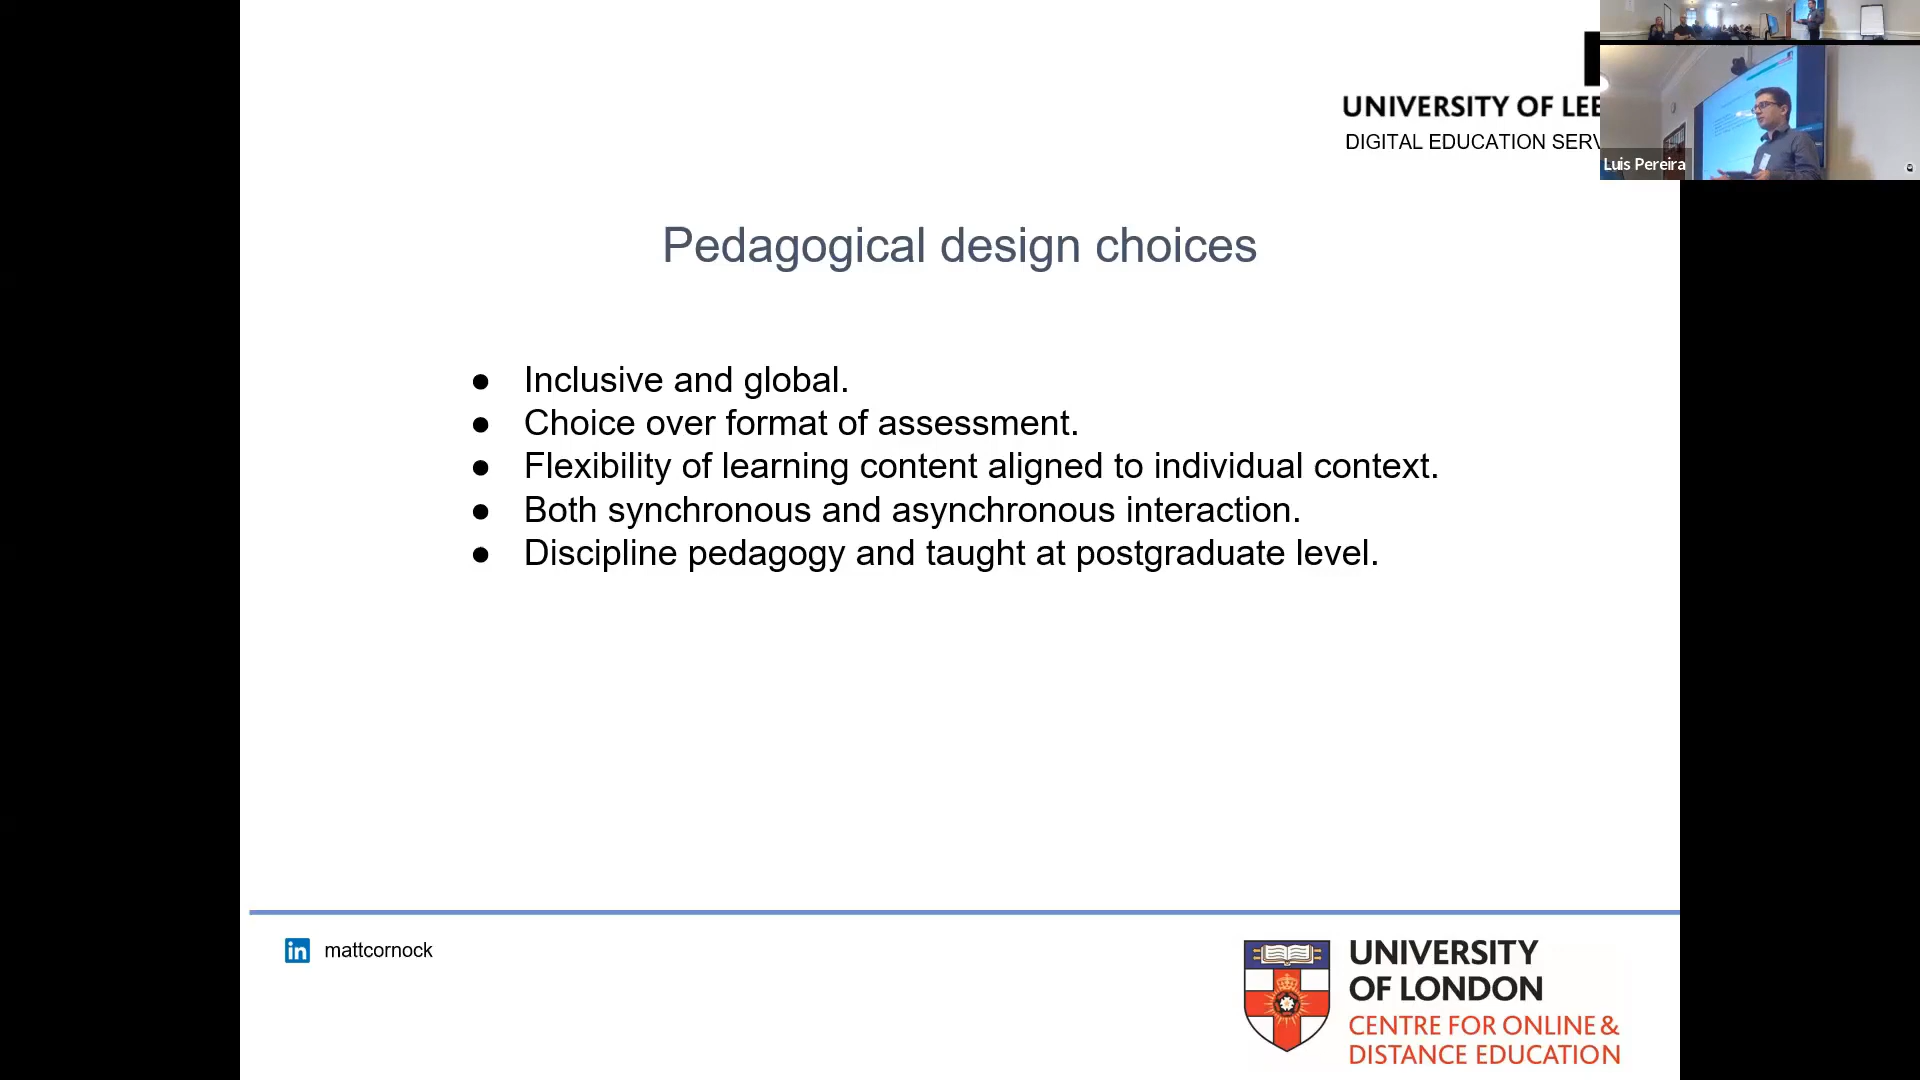 UNIVERSITY OF LEE
DIGITAL EDUCATION SERV
Luis Pereira
Pedagogical design choices
● Inclusive and global.
● Choice over format of assessment.
● Flexibility of learning content aligned to individual context.
● Both synchronous and asynchronous interaction.
● Discipline pedagogy and taught at postgraduate level.
in mattcornock
UNIVERSITY
OF LONDON
CENTRE FOR ONLINE &
DISTANCE EDUCATION